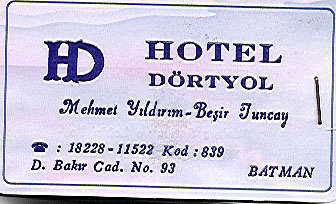 HD HOTEL
DÖRTYOL
Mehmet Yıldırım-Beşir Tuncay
☎ : 18228-11522 Kod : 839
D. Bakır Cad. No. 93 BATMAN